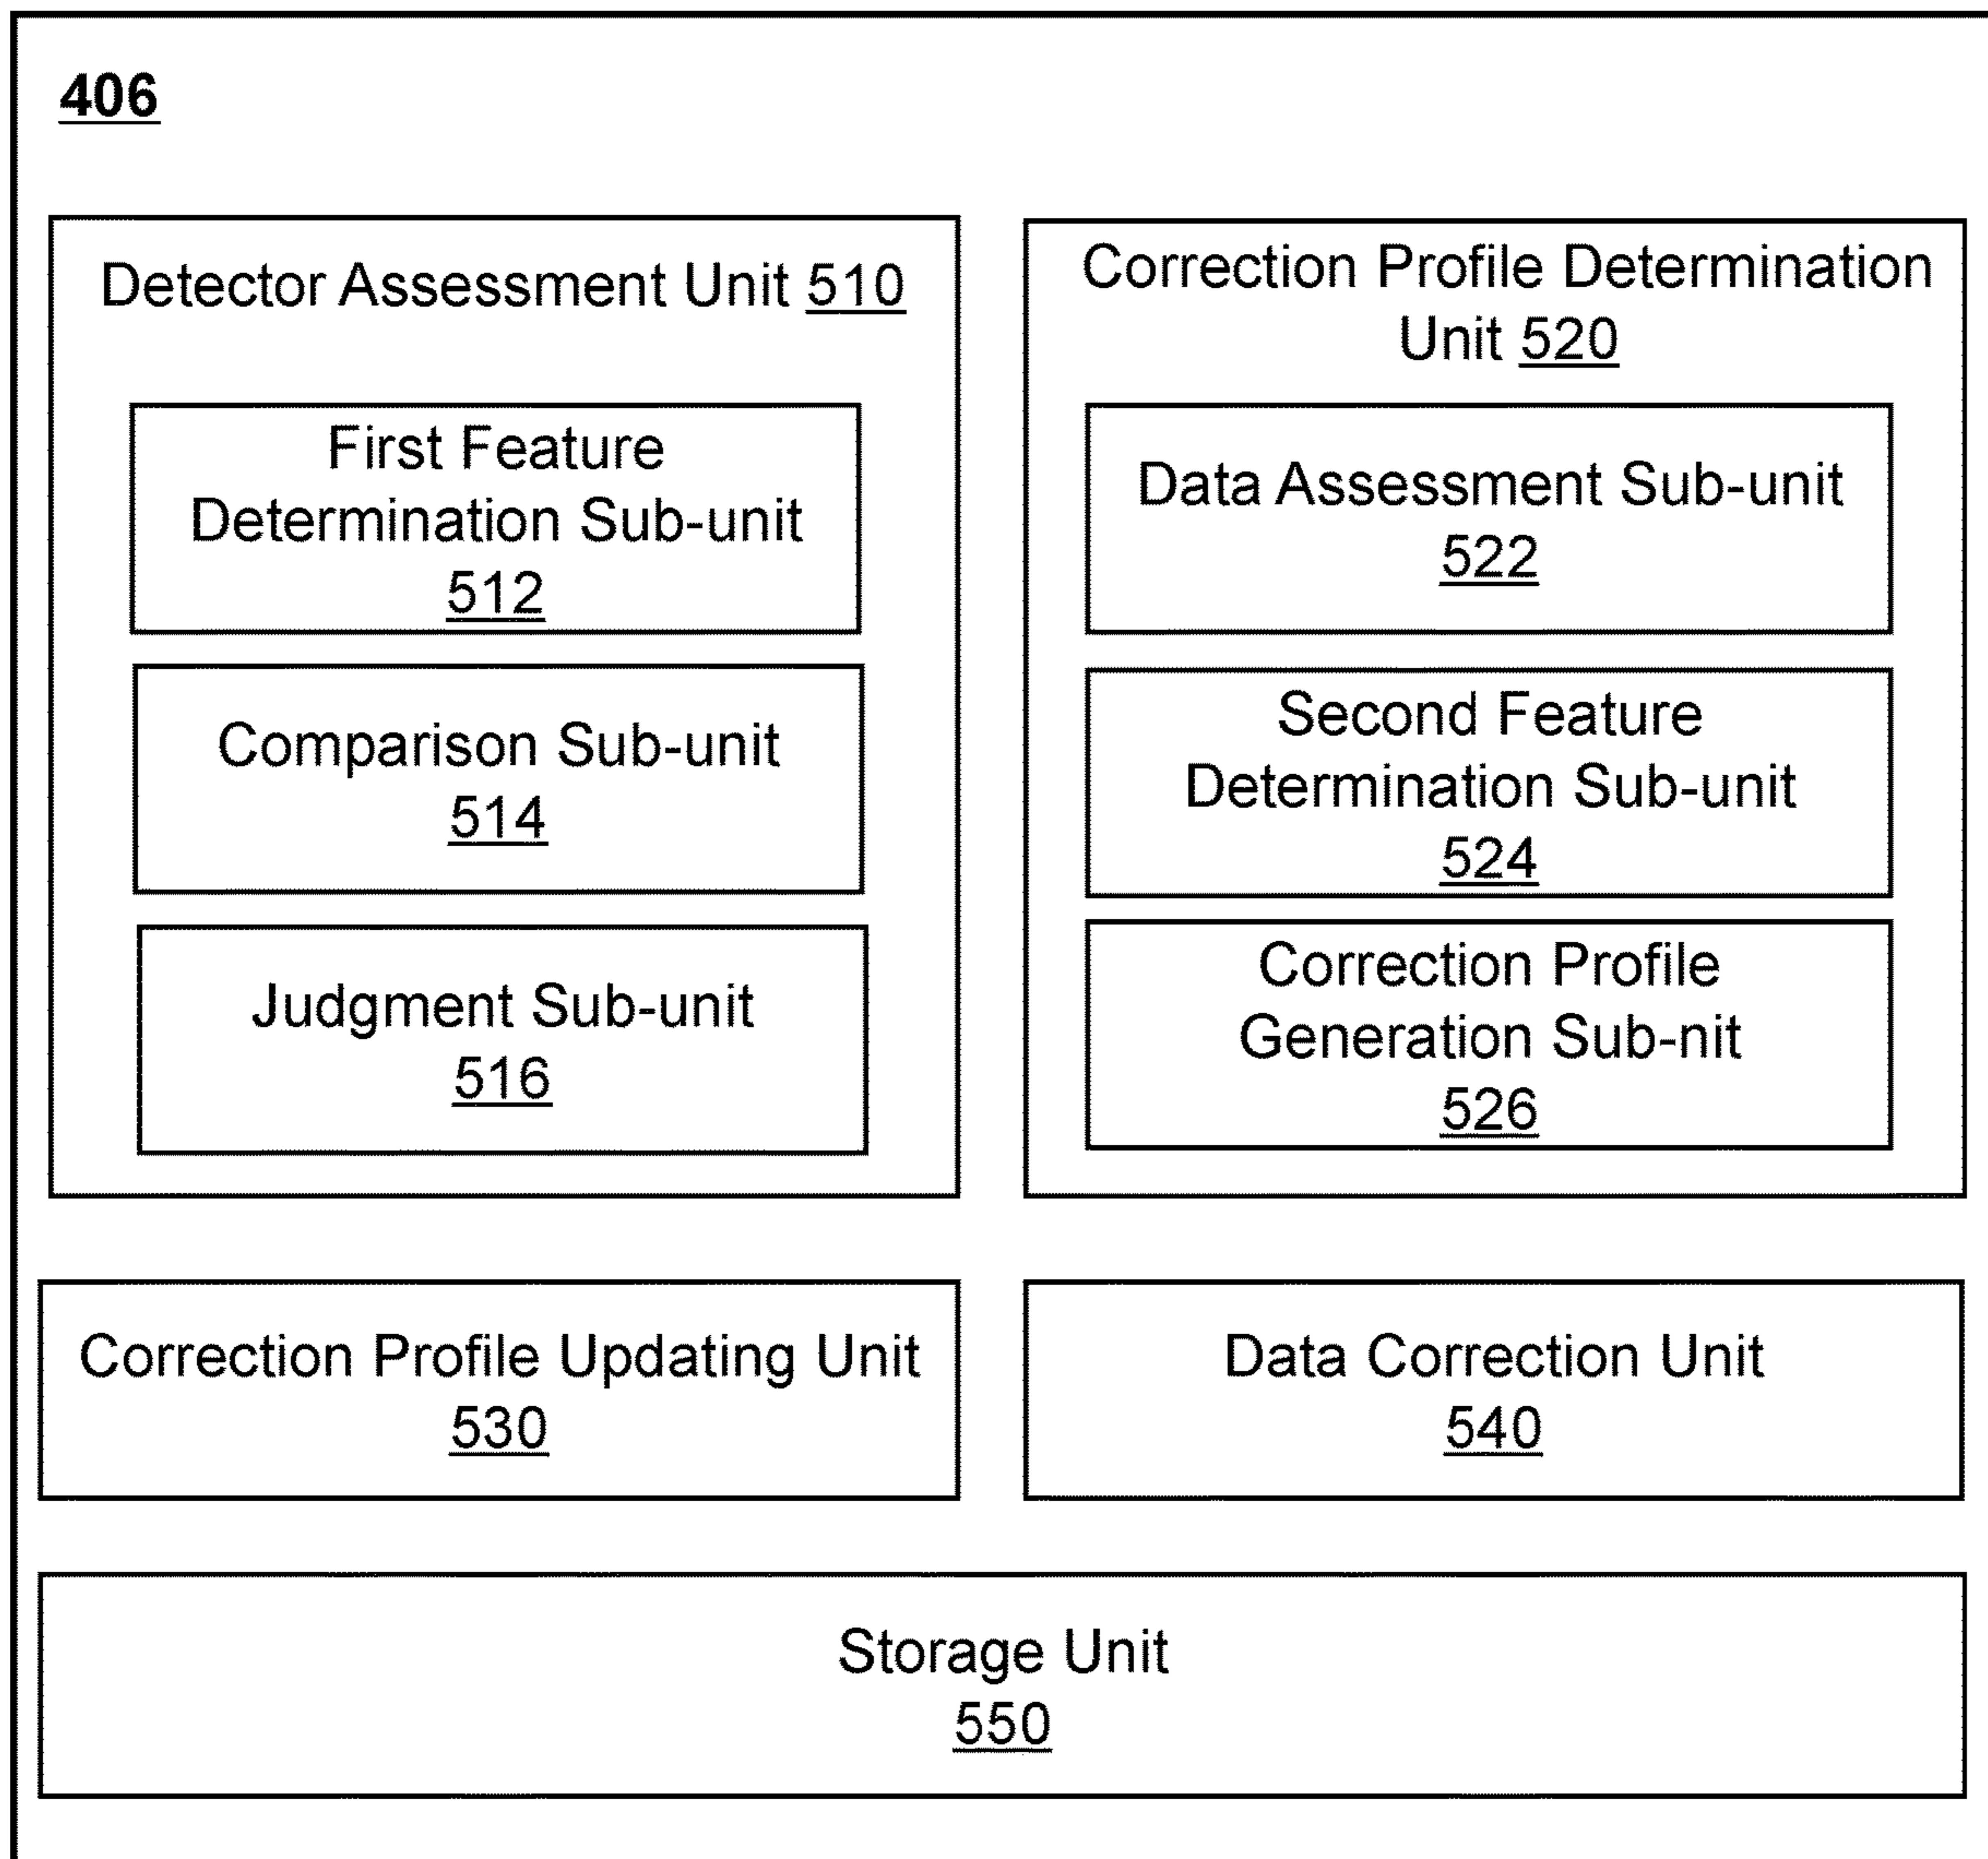 406
Detector Assessment Unit 510
First Feature
Determination Sub-unit
512
Comparison Sub-unit
514
Judgment Sub-unit
516
Correction Profile Determination
Unit 520
Data Assessment Sub-unit
522
Second Feature
Determination Sub-unit
524
Correction Profile
Generation Sub-nit
526
Correction Profile Updating Unit
530
Data Correction Unit
540
Storage Unit
550